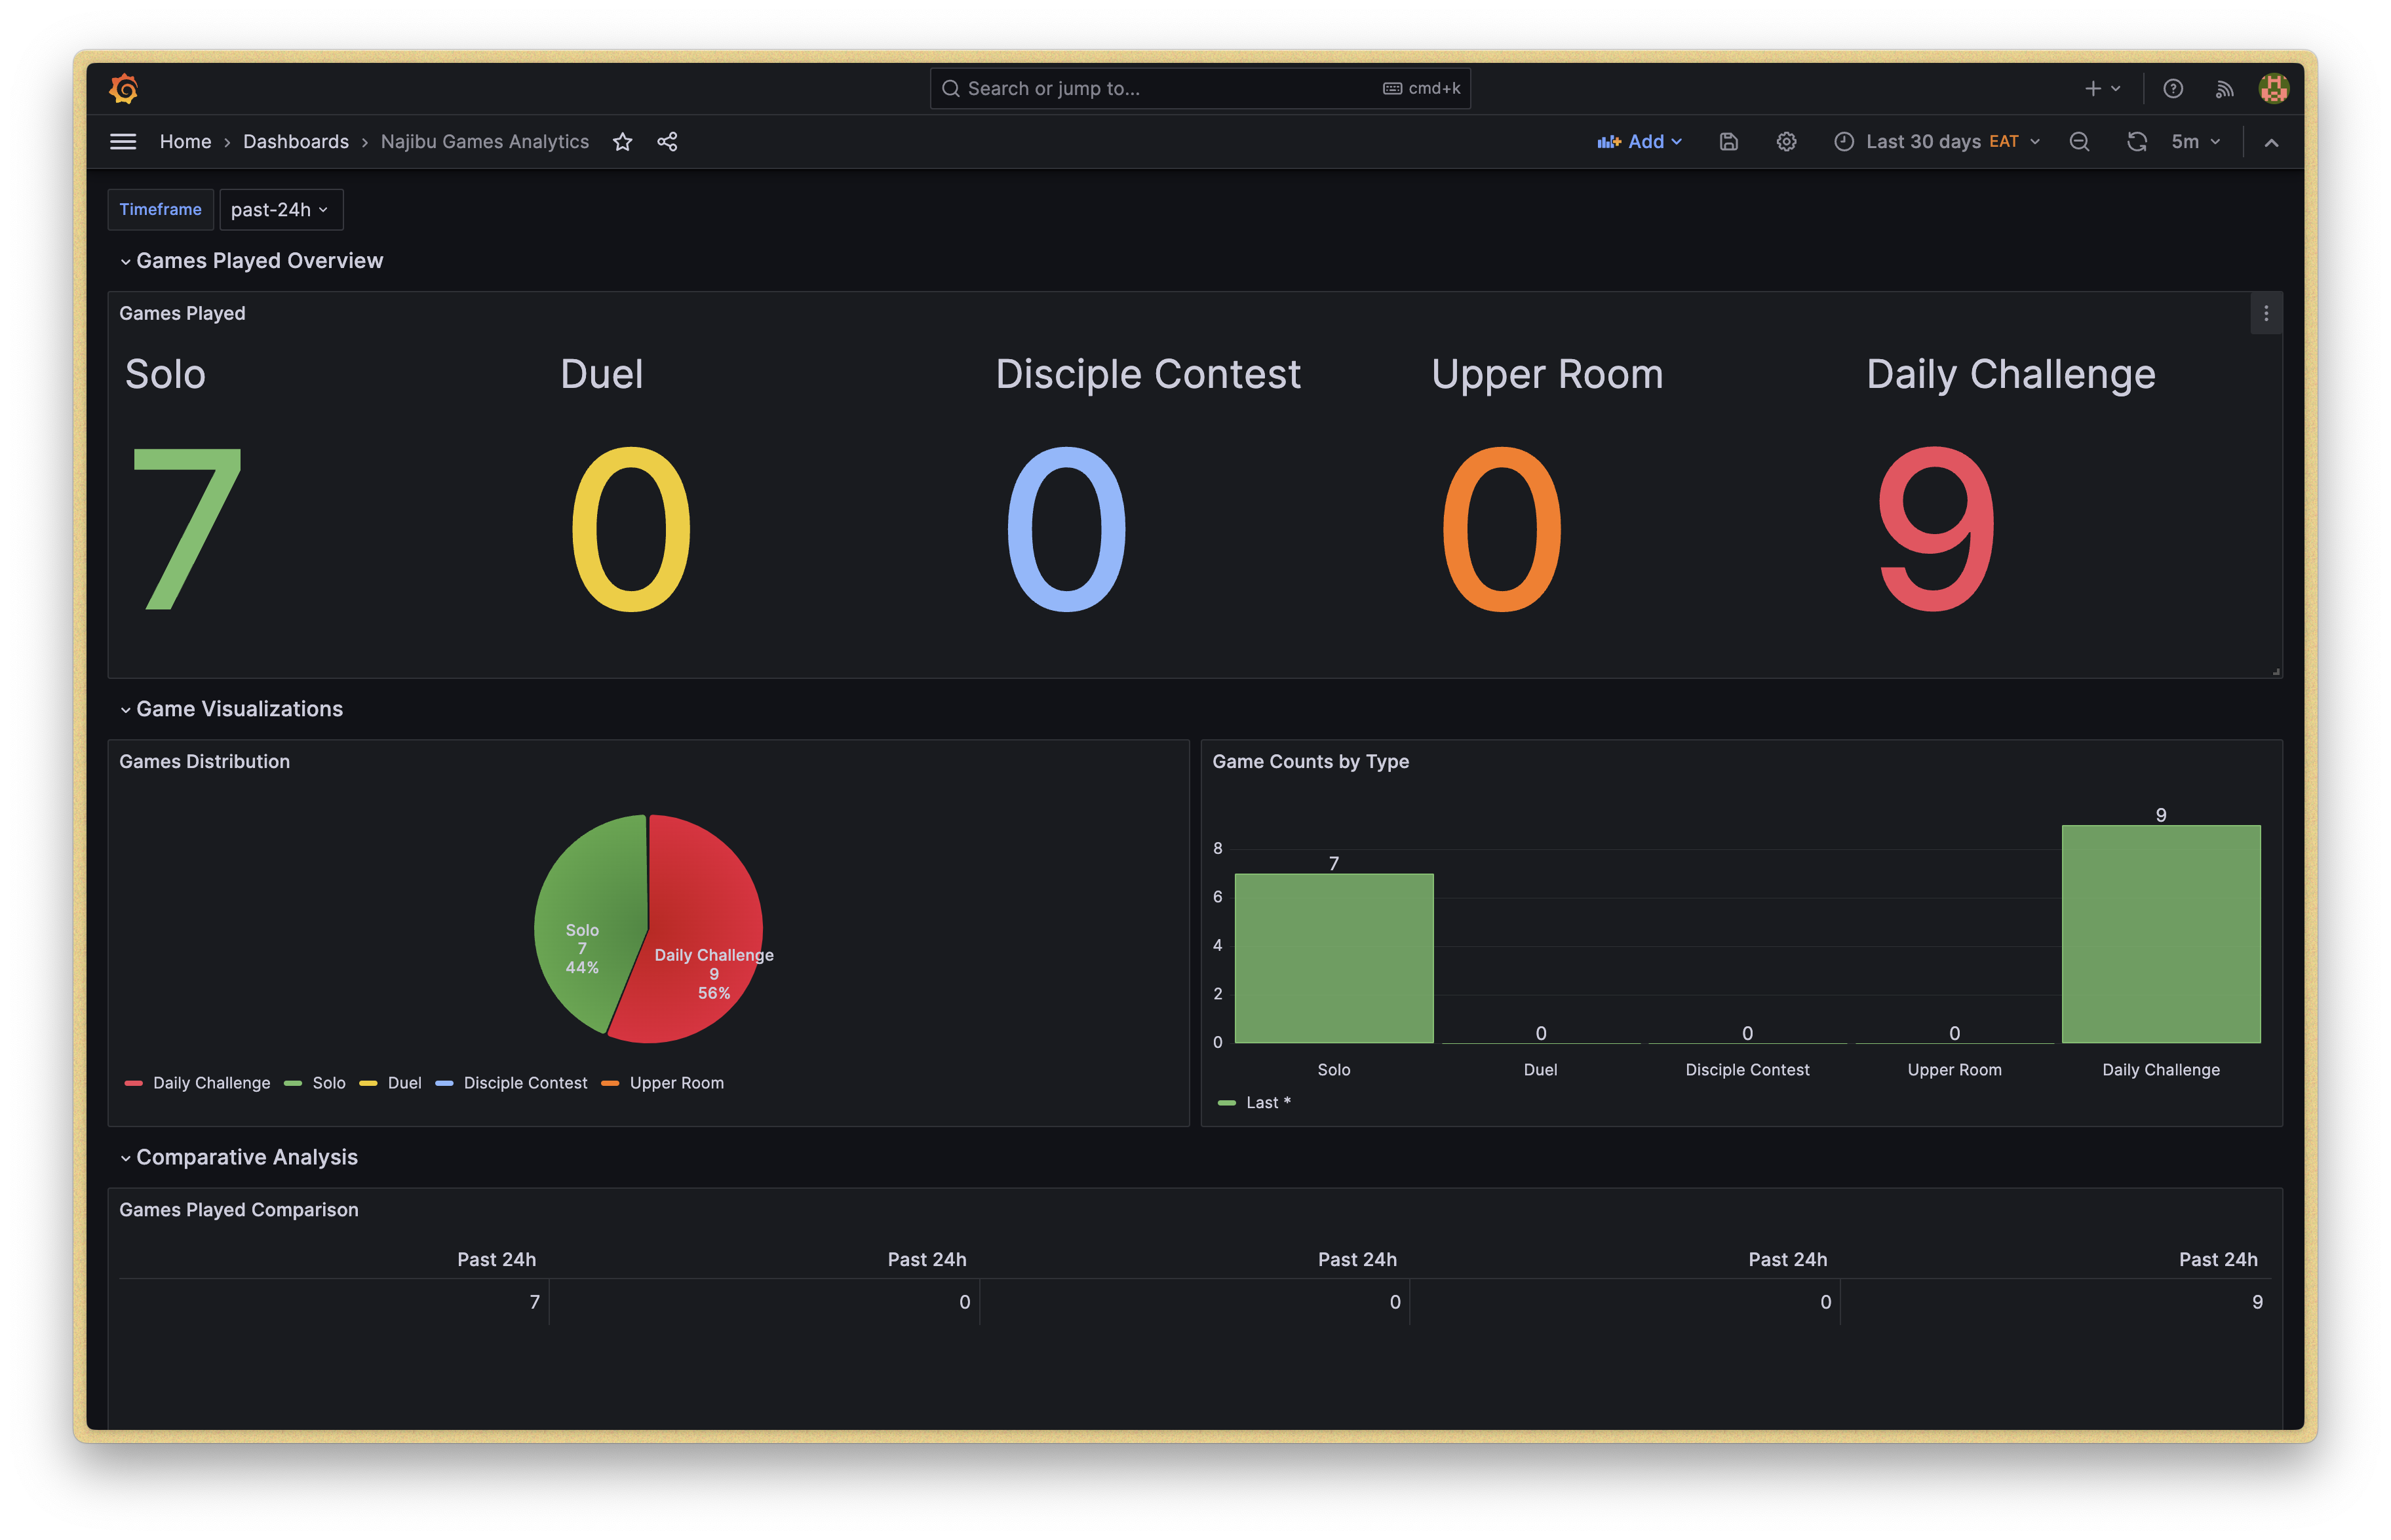 Search or jump to... cmd+k
Home › Dashboards › Najibu Games Analytics Add Last 30 days EAT 5m
Timeframe past-24h
Games Played Overview
Games Played
Solo Duel Disciple Contest Upper Room Daily Challenge
7 0 0 0 9
Game Visualizations
Games Distribution
Solo
7
44%
Daily Challenge
9
56%
Daily Challenge Solo Duel Disciple Contest Upper Room
Game Counts by Type
9
8
7
6
4
2
0 0 0
0
Solo Duel Disciple Contest Upper Room Daily Challenge
Last *
Comparative Analysis
Games Played Comparison
Past 24h Past 24h Past 24h Past 24h Past 24h
7 0 0 0 9